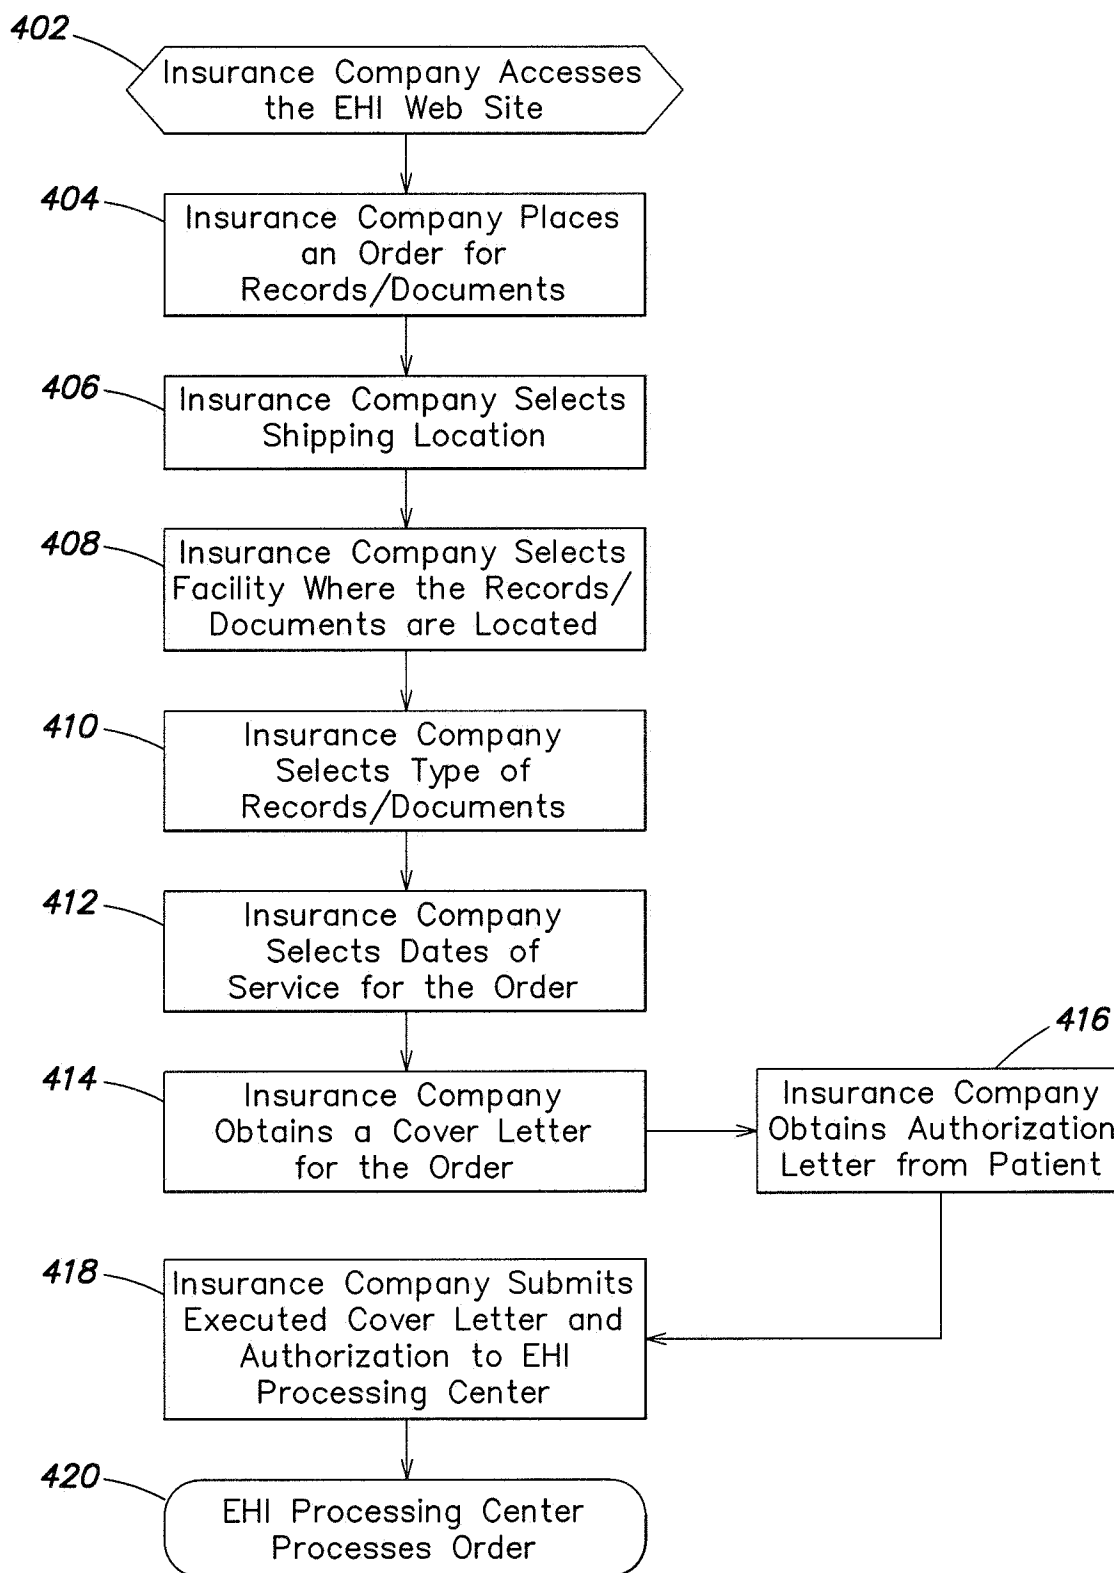 402
Insurance Company Accesses
the EHI Web Site
404
Insurance Company Places
an Order for
Records/Documents
406
Insurance Company Selects
Shipping Location
408
Insurance Company Selects
Facility Where the Records/
Documents are Located
410
Insurance Company
Selects Type of
Records/Documents
412
Insurance Company
Selects Dates of
Service for the Order
414
Insurance Company
Obtains a Cover Letter
for the Order
416
Insurance Company
Obtains Authorization
Letter from Patient
418
Insurance Company Submits
Executed Cover Letter and
Authorization to EHI
Processing Center
420
EHI Processing Center
Processes Order